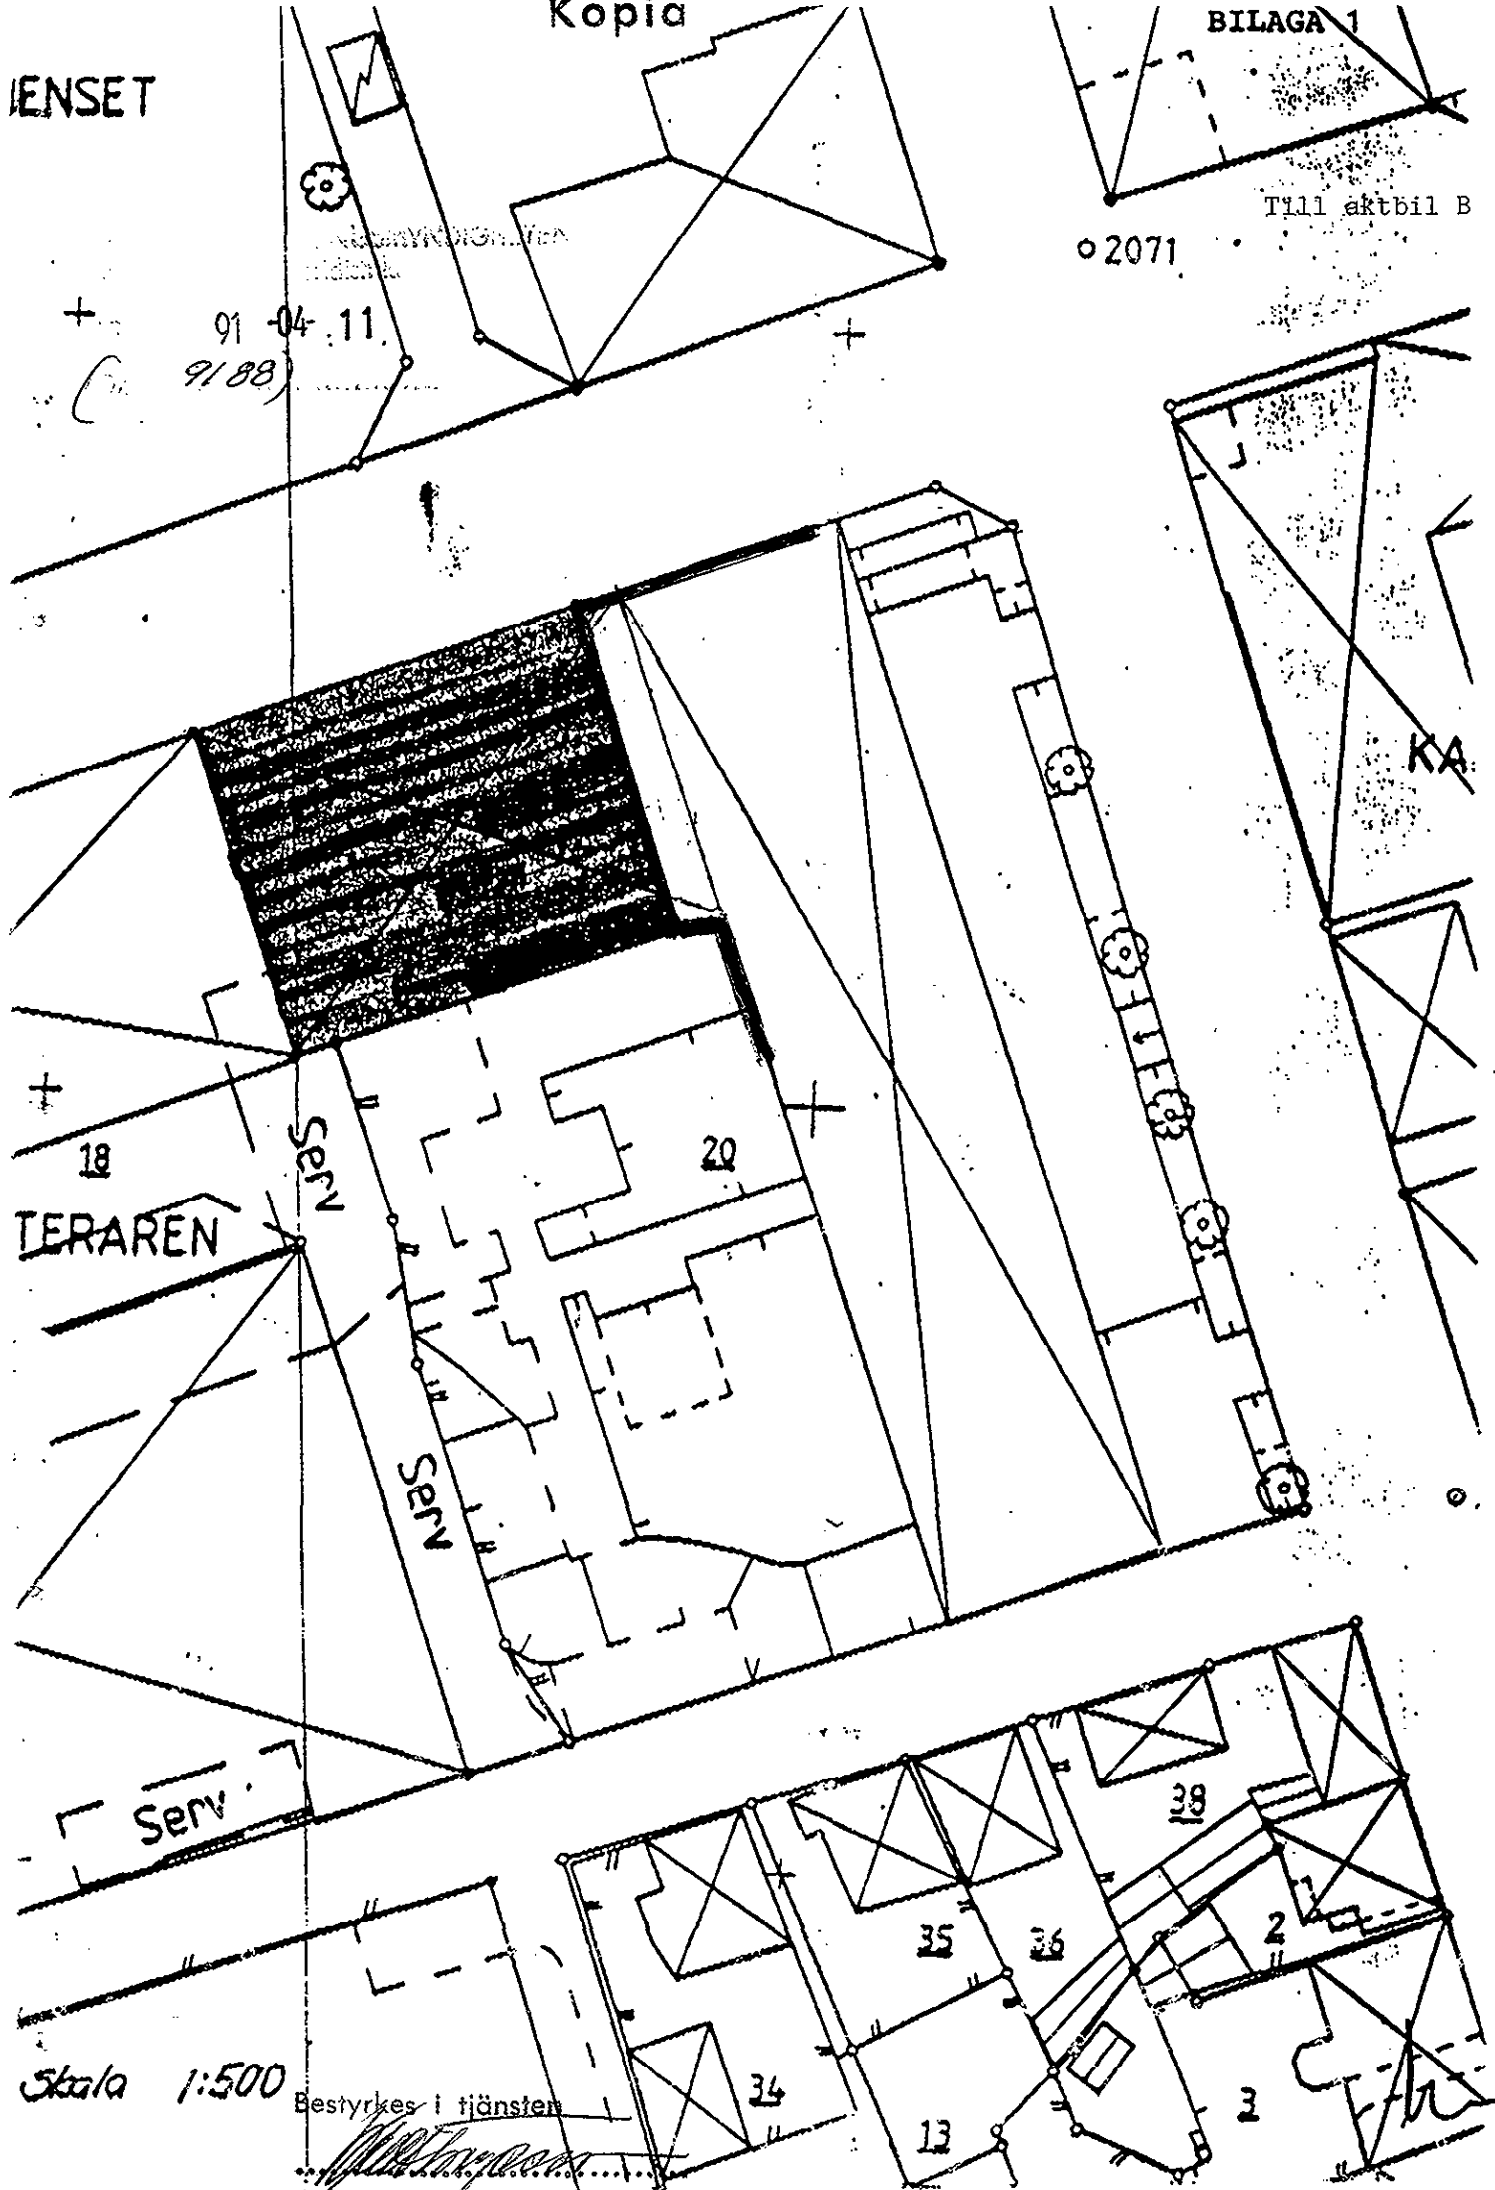 Kopia
BILAGA 1
IENSET
Till aktbil B
2071
91 -04- 11
9188)
KA
18
Serv
20
TERAREN
Serv
Serv
38
35
36
2
Skala 1:500
Bestyrkes i tjänsten
34
13
3